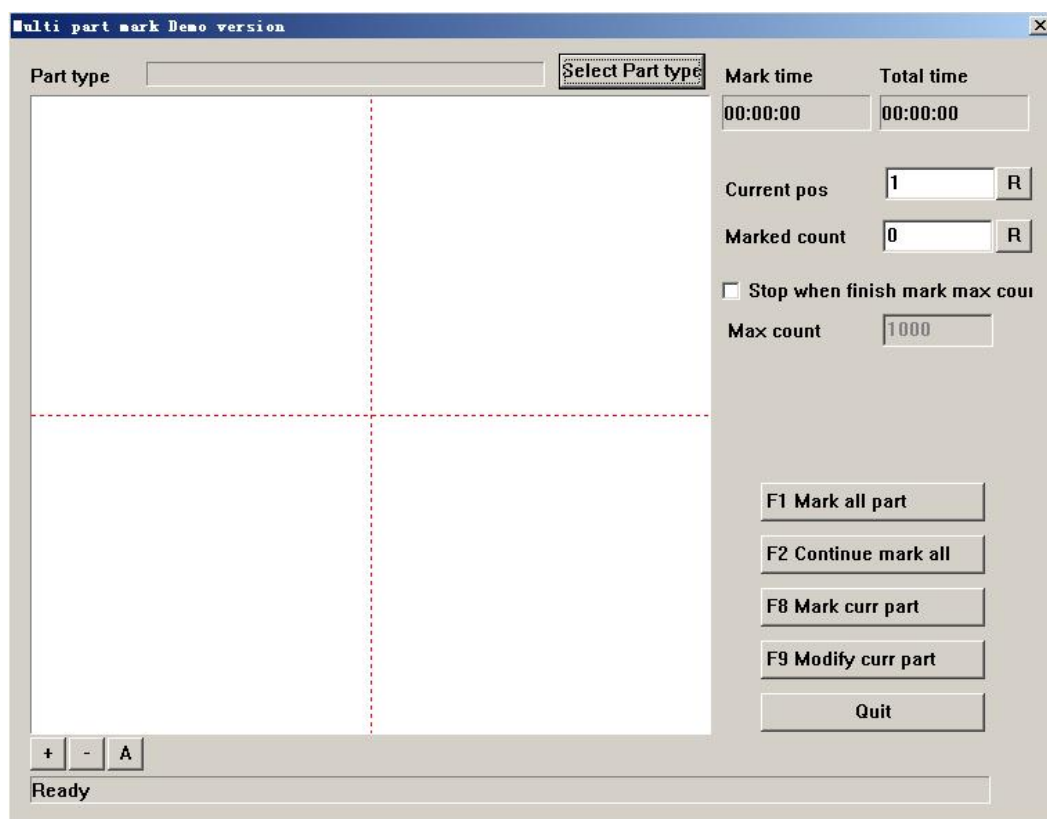 Multi part mark Demo version
Part type
Select Part type
Mark time
Total time
00:00:00
00:00:00
Current pos
1
R
Marked count
0
R
Stop when finish mark max cou
Max count
1000
F1 Mark all part
F2 Continue mark all
F8 Mark curr part
F9 Modify curr part
Quit
+
-
A
Ready